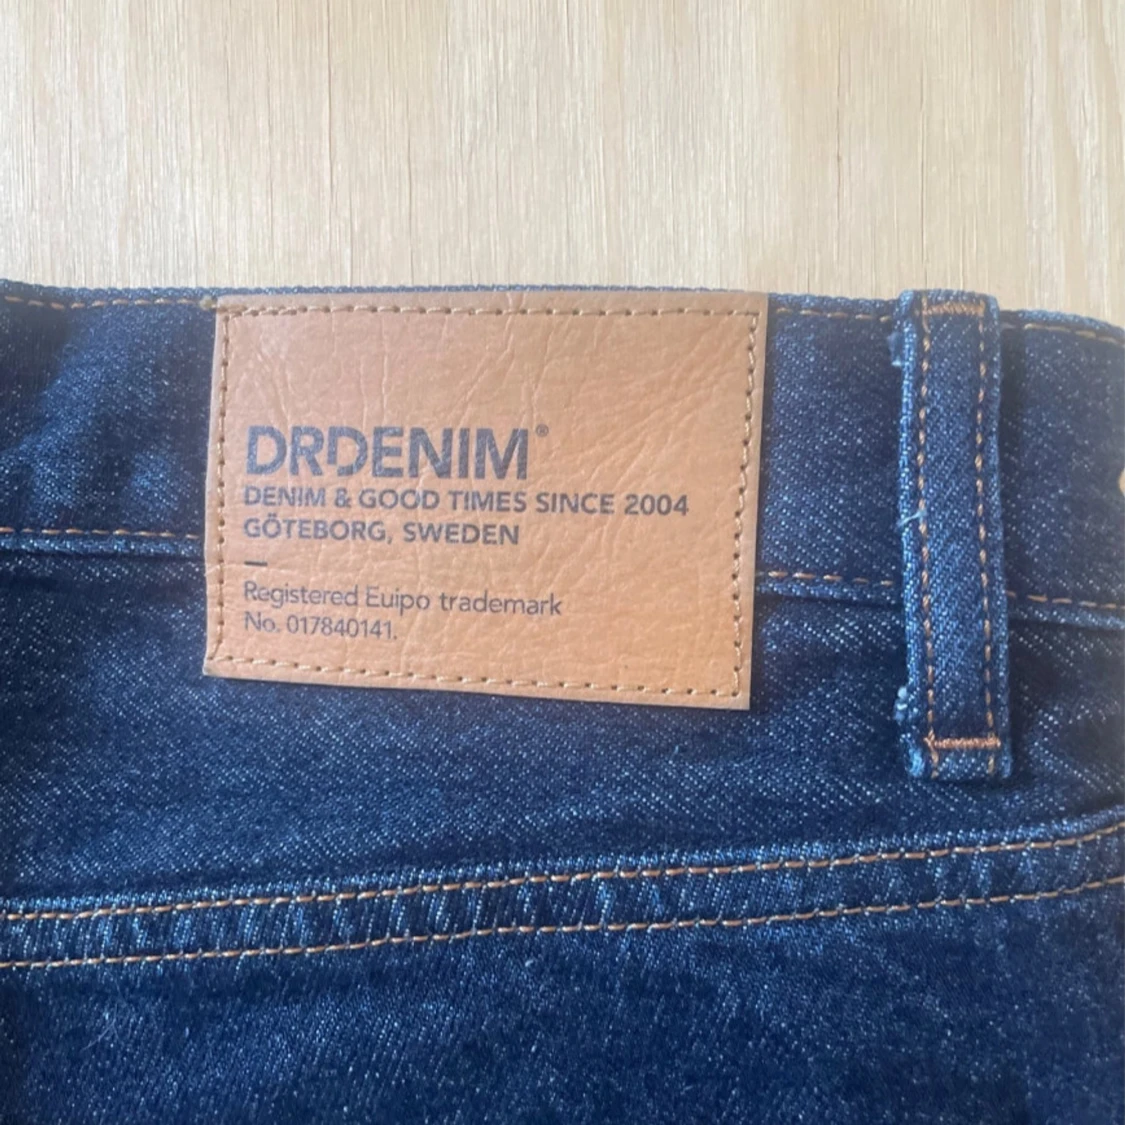 DRDENIM®
DENIM & GOOD TIMES SINCE 2004
GÖTEBORG, SWEDEN
—
Registered Euipo trademark
No. 017840141.